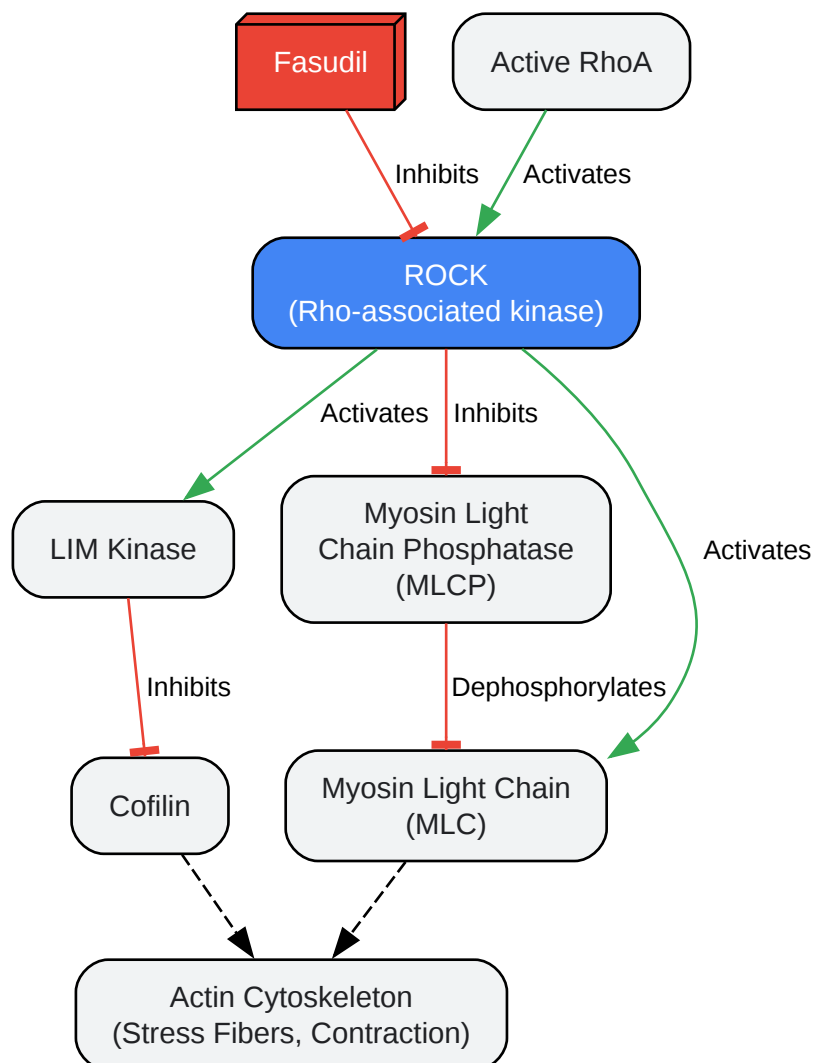 Fasudil
Active RhoA
Inhibits
Activates
ROCK
(Rho-associated kinase)
Activates
Inhibits
Myosin Light
Chain Phosphatase
(MLCP)
LIM Kinase
Activates
Inhibits
Dephosphorylates
Cofilin
Myosin Light Chain
(MLC)
Actin Cytoskeleton
(Stress Fibers, Contraction)